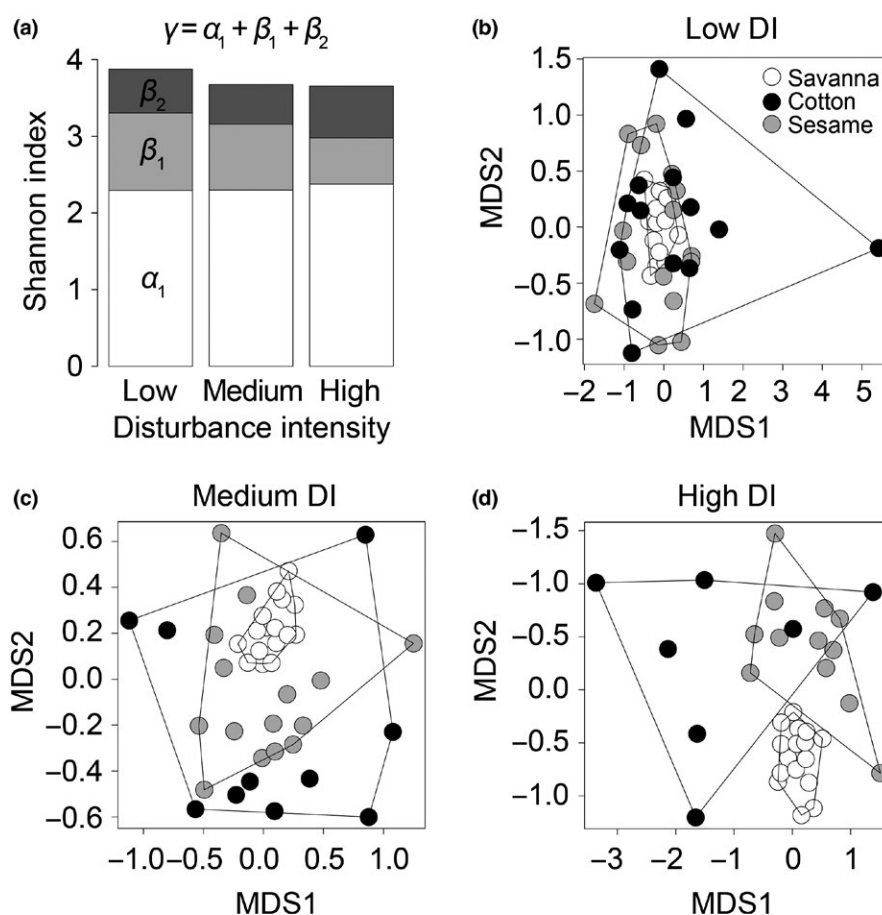 (a)
γ = α1 + β1 + β2
4
3
2
1
0
Shannon index
β2
β1
α1
Low Medium High
Disturbance intensity
(b)
Low DI
Savanna
Cotton
Sesame
1.5
1.0
0.5
0.0
−0.5
−1.0
MDS2
−2 −1 0 1 2 3 4 5
MDS1
(c)
Medium DI
0.6
0.4
0.2
0.0
−0.2
−0.4
−0.6
MDS2
−1.0 −0.5 0.0 0.5 1.0
MDS1
(d)
High DI
−1.5
−1.0
−0.5
0.0
−0.5
−1.0
MDS2
−3 −2 −1 0 1
MDS1